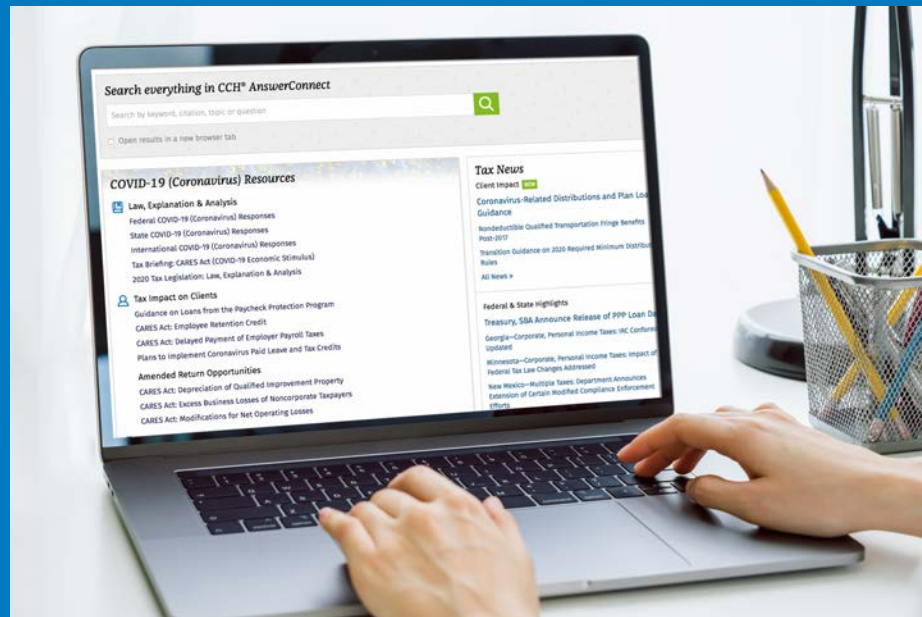 Search everything in CCH® AnswerConnect
Search by keyword, citation, topic or question
Open results in a new browser tab
COVID-19 (Coronavirus) Resources
Law, Explanation & Analysis
Federal COVID-19 (Coronavirus) Responses
State COVID-19 (Coronavirus) Responses
International COVID-19 (Coronavirus) Responses
Tax Briefing: CARES Act (COVID-19 Economic Stimulus)
2020 Tax Legislation: Law, Explanation & Analysis
Tax Impact on Clients
Guidance on Loans from the Paycheck Protection Program
CARES Act: Employee Retention Credit
CARES Act: Delayed Payment of Employer Payroll Taxes
Plans to Implement Coronavirus Paid Leave and Tax Credits
Amended Return Opportunities
CARES Act: Depreciation of Qualified Improvement Property
CARES Act: Excess Business Losses of Noncorporate Taxpayers
CARES Act: Modifications for Net Operating Losses
Tax News
Client Impact NEW
Coronavirus-Related Distributions and Plan Loa
Guidance
Nondeductible Qualified Transportation Fringe Benefits
Post-2017
Transition Guidance on 2020 Required Minimum Distribut
Rules
All News »
Federal & State Highlights
Treasury, SBA Announce Release of PPP Loan Da
Georgia—Corporate, Personal Income Taxes: IRC Conform
Updated
Minnesota—Corporate, Personal Income Taxes: Impact of
Federal Tax Law Changes Addressed
New Mexico—Multiple Taxes: Department Announces
Extension of Certain Modified Compliance Enforcement
Efforts